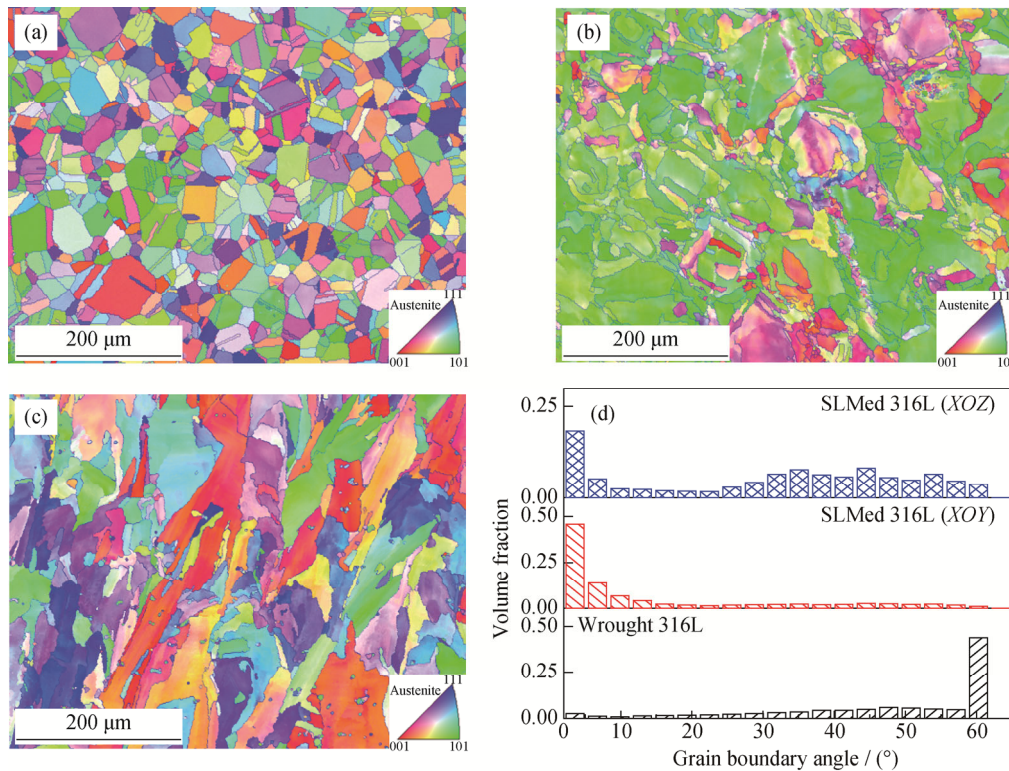 (a)
Austenite 111
200 μm
001 101
(b)
Austenite 111
200 μm
001 101
(c)
Austenite 111
200 μm
001 101
(d)
SLMed 316L (XOZ)
0.25
0.00
SLMed 316L (XOY)
0.50
0.25
0.00
Wrought 316L
0.50
0.25
0.00
0 10 20 30 40 50 60
Volume fraction
Grain boundary angle / (°)